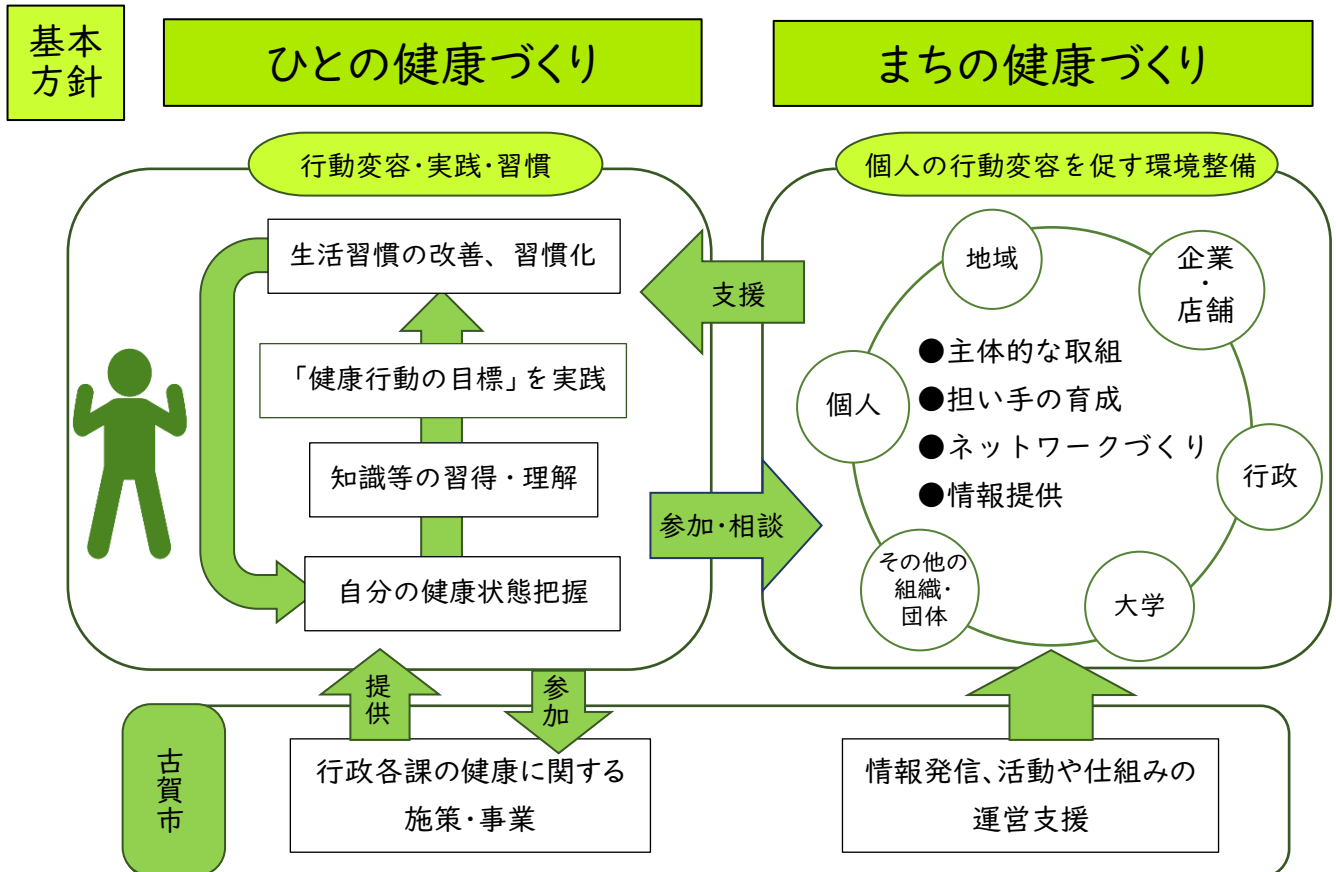 基本
方針
ひとの健康づくり
まちの健康づくり
行動変容・実践・習慣
生活習慣の改善、習慣化
「健康行動の目標」を実践
知識等の習得・理解
自分の健康状態把握
支援
参加・相談
個人の行動変容を促す環境整備
地域
企業
・
店舗
個人
行政
その他の
組織・
団体
大学
●主体的な取組
●担い手の育成
●ネットワークづくり
●情報提供
提供
参加
古賀市
行政各課の健康に関する
施策・事業
情報発信、活動や仕組みの
運営支援